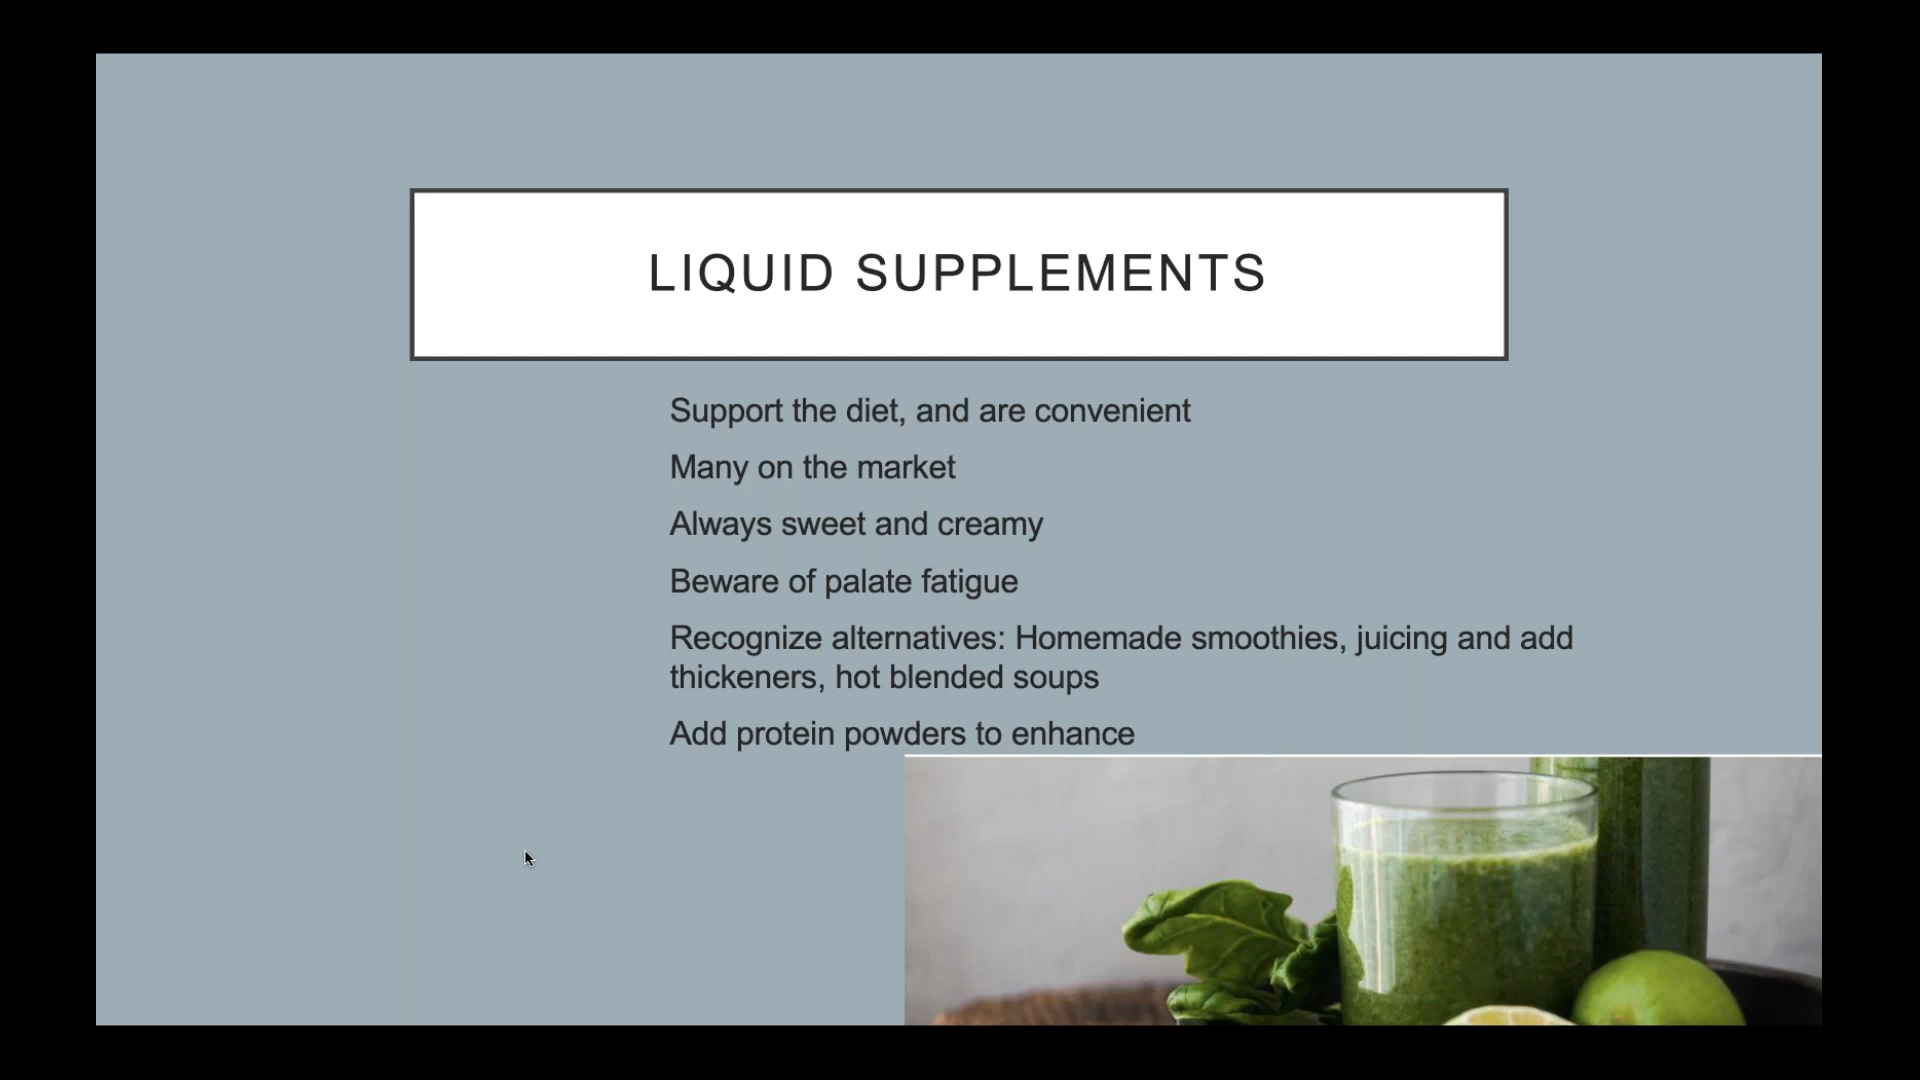 LIQUID SUPPLEMENTS
Support the diet, and are convenient
Many on the market
Always sweet and creamy
Beware of palate fatigue
Recognize alternatives: Homemade smoothies, juicing and add
thickeners, hot blended soups
Add protein powders to enhance